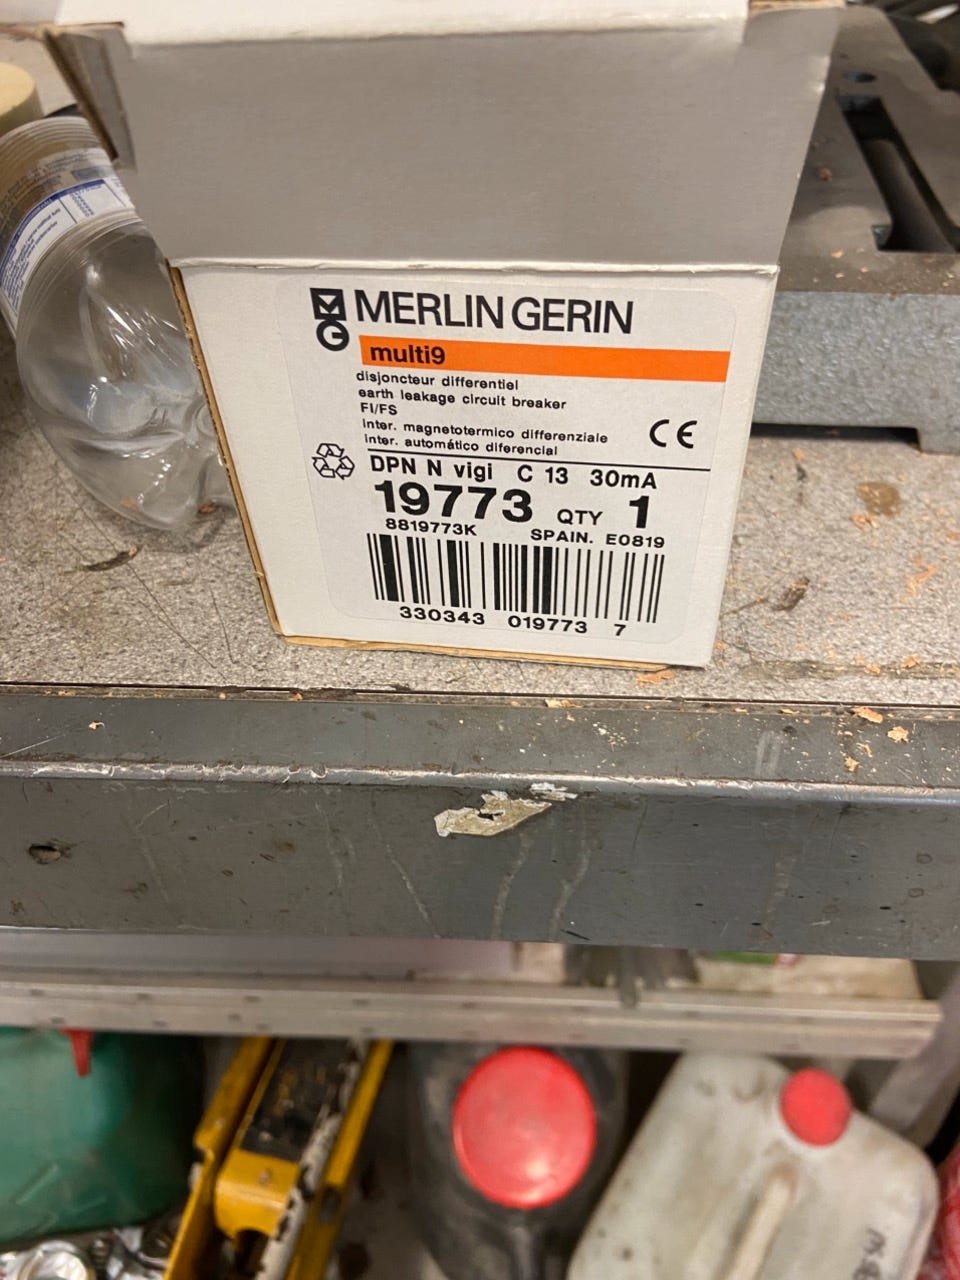 MG MERLIN GERIN
multi9
disjoncteur differentiel
earth leakage circuit breaker
FI/FS
inter. magnetotermico differenziale
inter. automático diferencial
CE
DPN N vigi C 13 30mA
19773 QTY 1
8819773K SPAIN. E0819
330343 019773 7